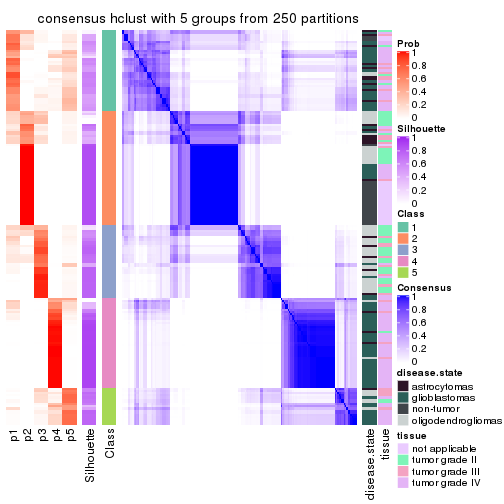 consensus hclust with 5 groups from 250 partitions
Prob
1
0.8
0.6
0.4
0.2
0
Silhouette
1
0.8
0.6
0.4
0.2
0
Class
1
2
3
4
5
Consensus
1
0.8
0.6
0.4
0.2
0
disease.state
astrocytomas
glioblastomas
non-tumor
oligodendrogliomas
tissue
not applicable
tumor grade II
tumor grade III
tumor grade IV
p1
p2
p3
p4
p5
Silhouette
Class
disease.state
tissue